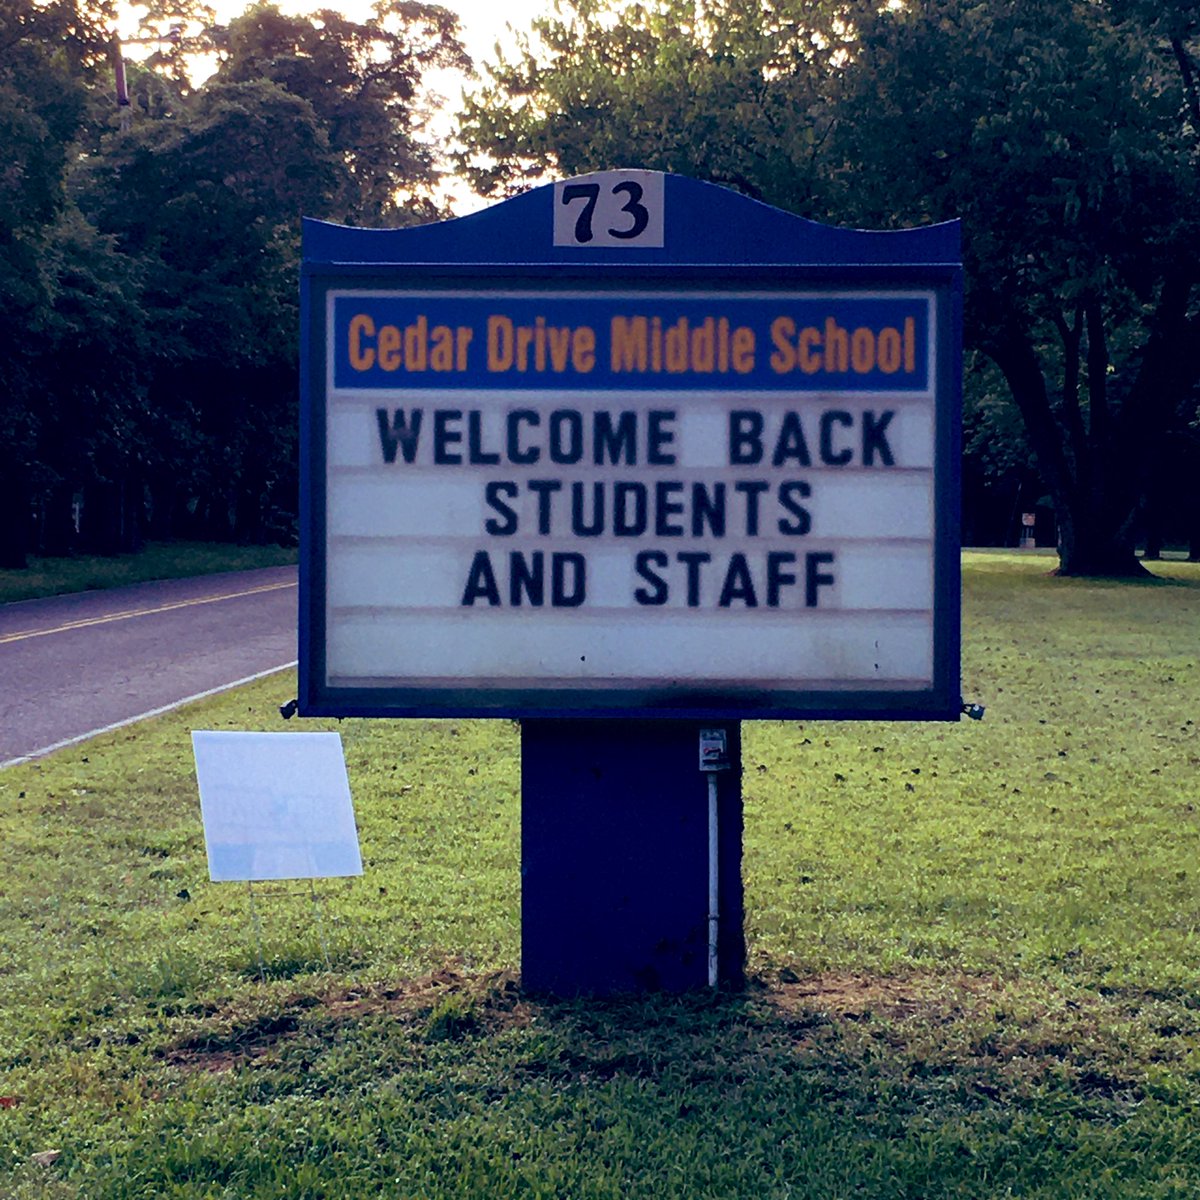 73
Cedar Drive Middle School
WELCOME BACK
STUDENTS
AND STAFF